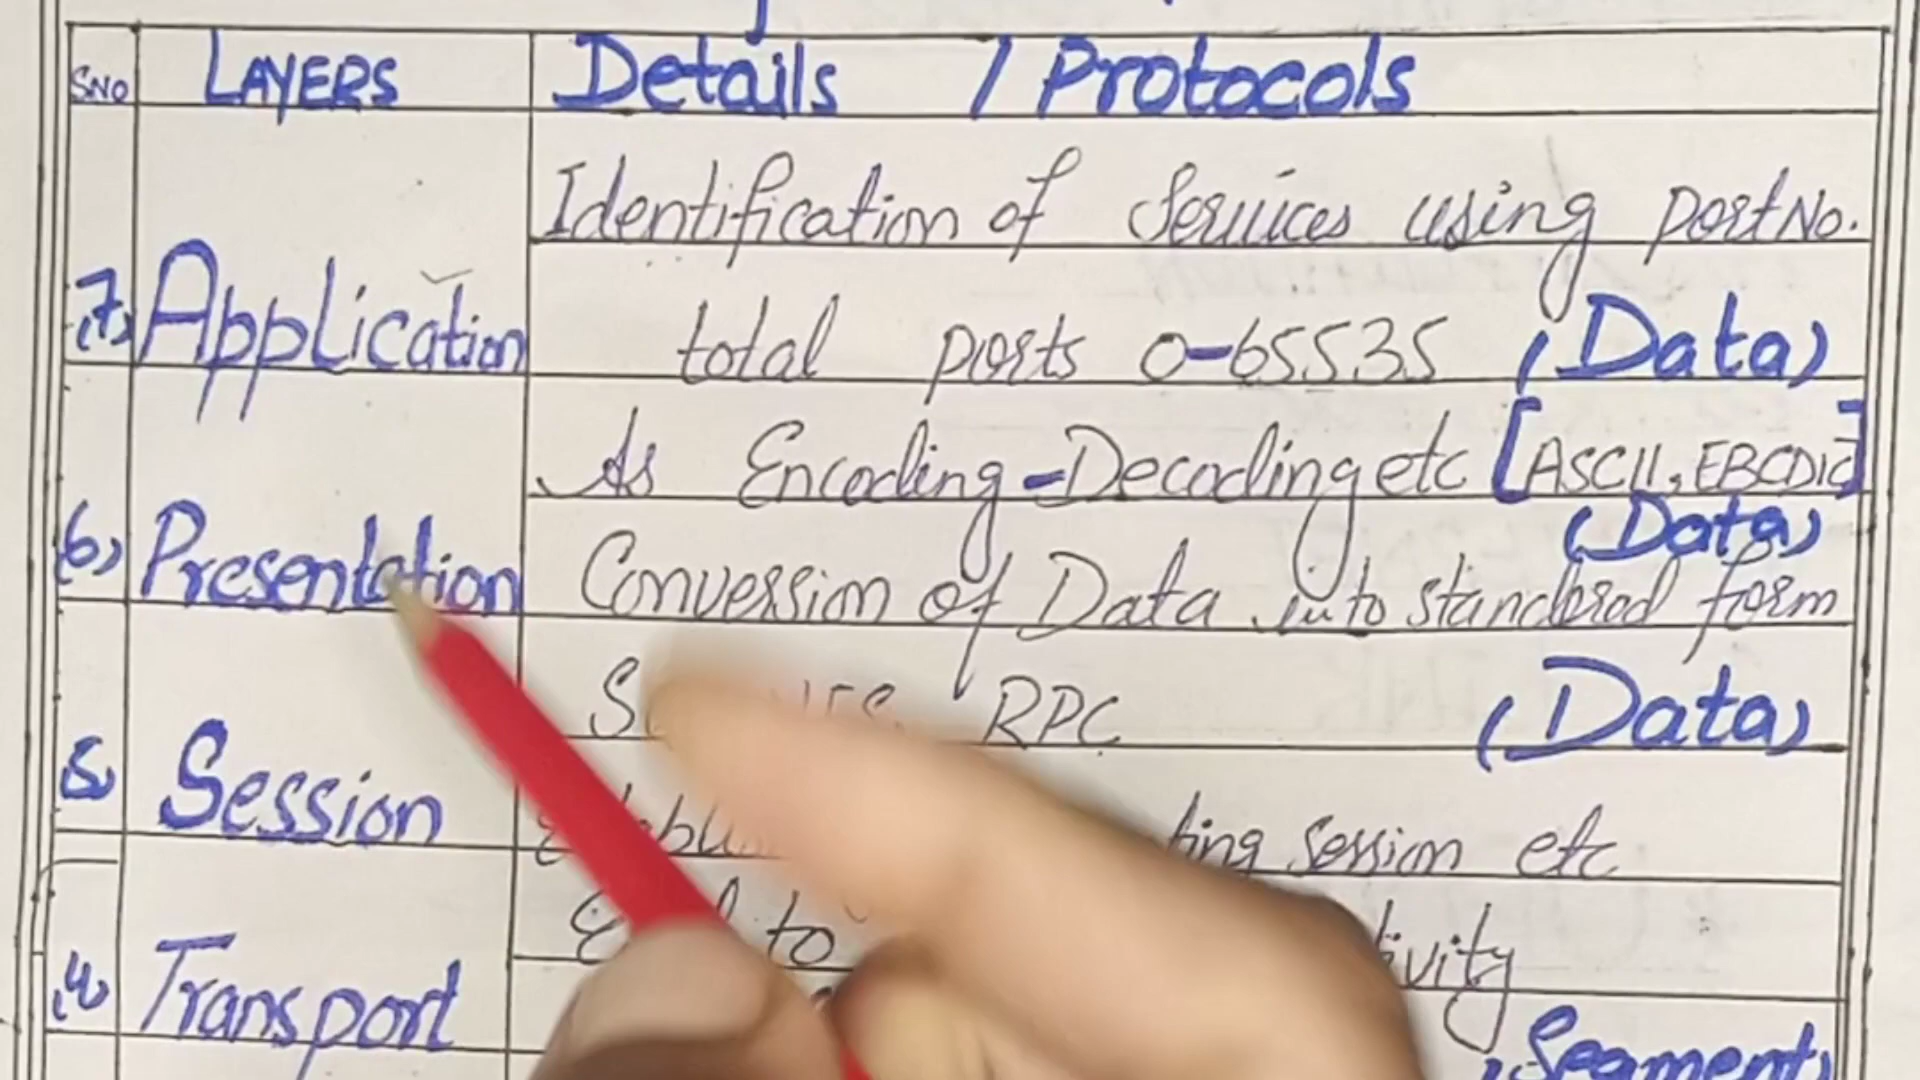 SNO LAYERS Details / Protocols
Identification of Services using port No.
(7) Application total ports 0-65535 (Data)
As Encoding-Decoding etc [ASCII, EBCDIC]
(Data)
(6) Presentation Conversion of Data into standard form
RPC (Data)
5) Session session etc
to
(4) Transport
(Segment)